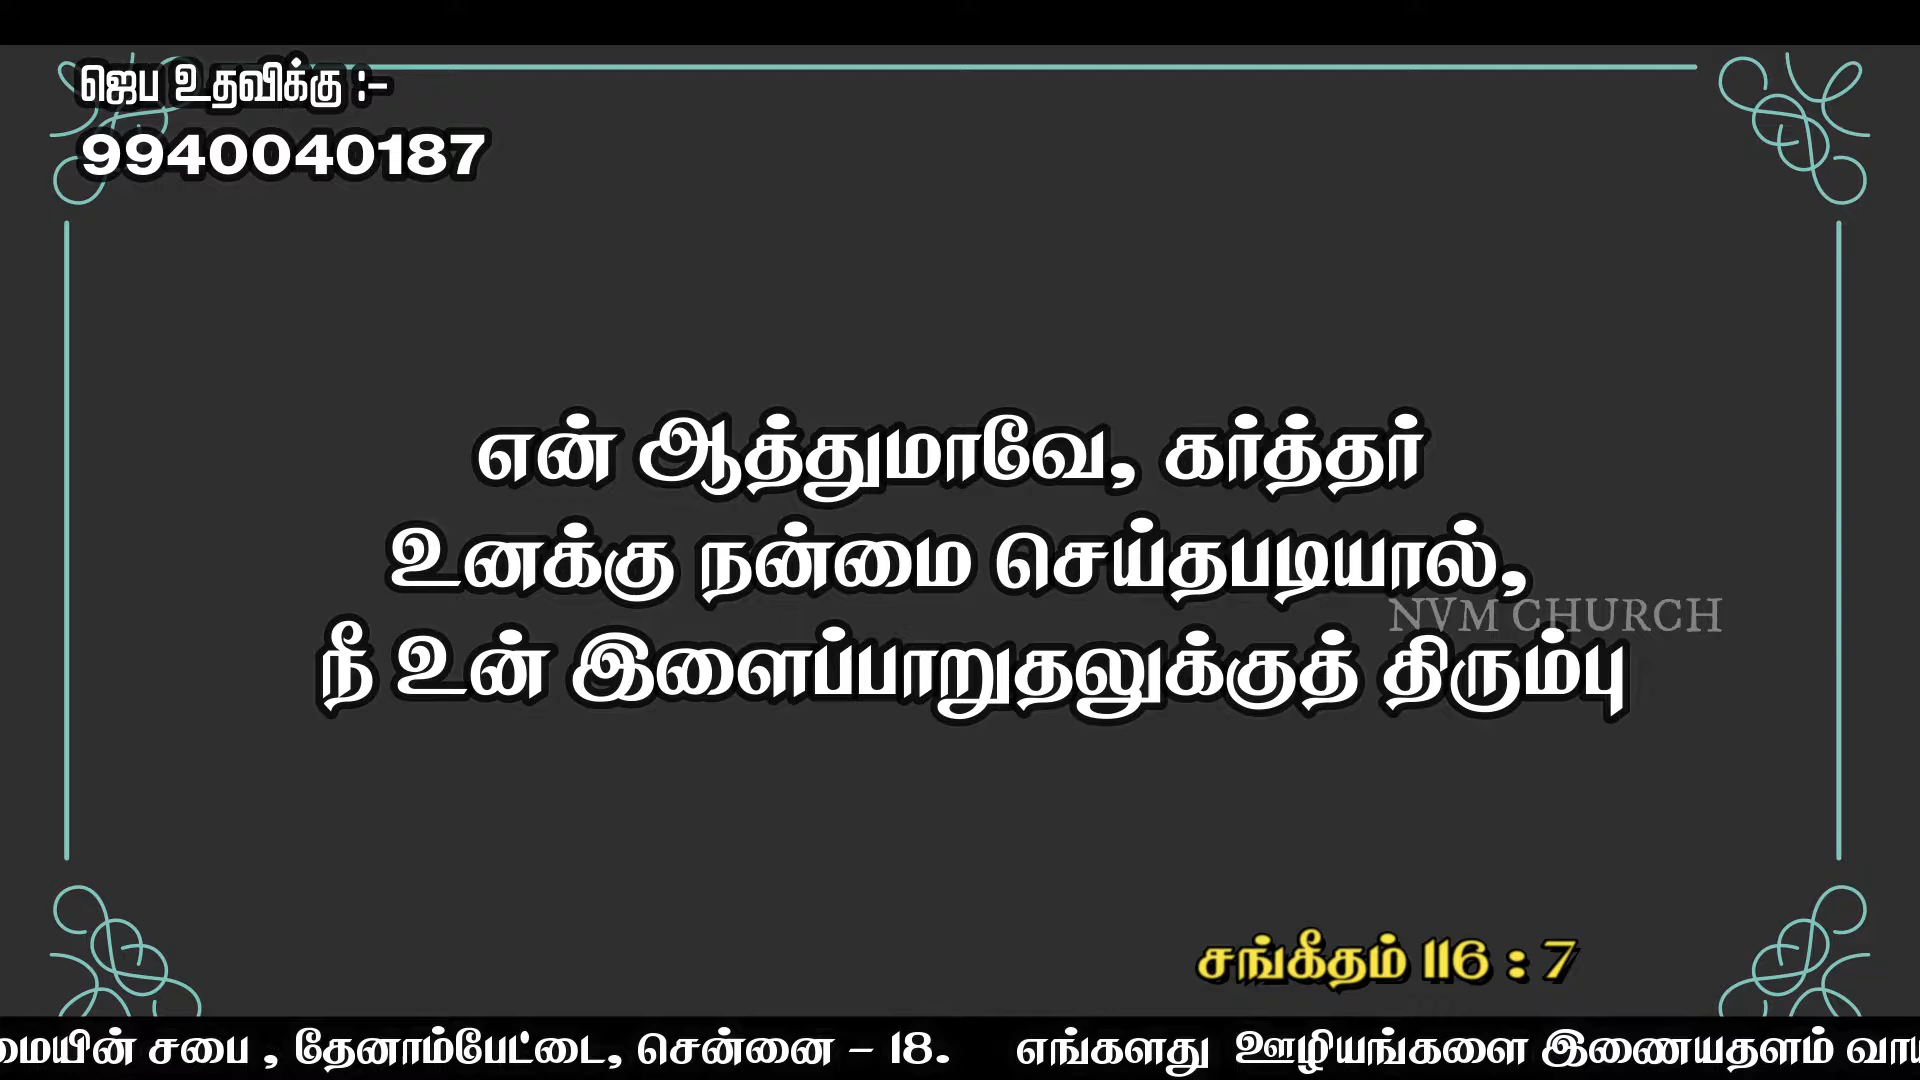 ஜெப உதவிக்கு :-
9940040187
என் ஆத்துமாவே, கர்த்தர்
உனக்கு நன்மை செய்தபடியால்,
NVM CHURCH
நீ உன் இளைப்பாறுதலுக்குத் திரும்பு
சங்கீதம் 116 : 7
மையின் சபை , தேனாம்பேட்டை, சென்னை – 18. எங்களது ஊழியங்களை இணையதளம்